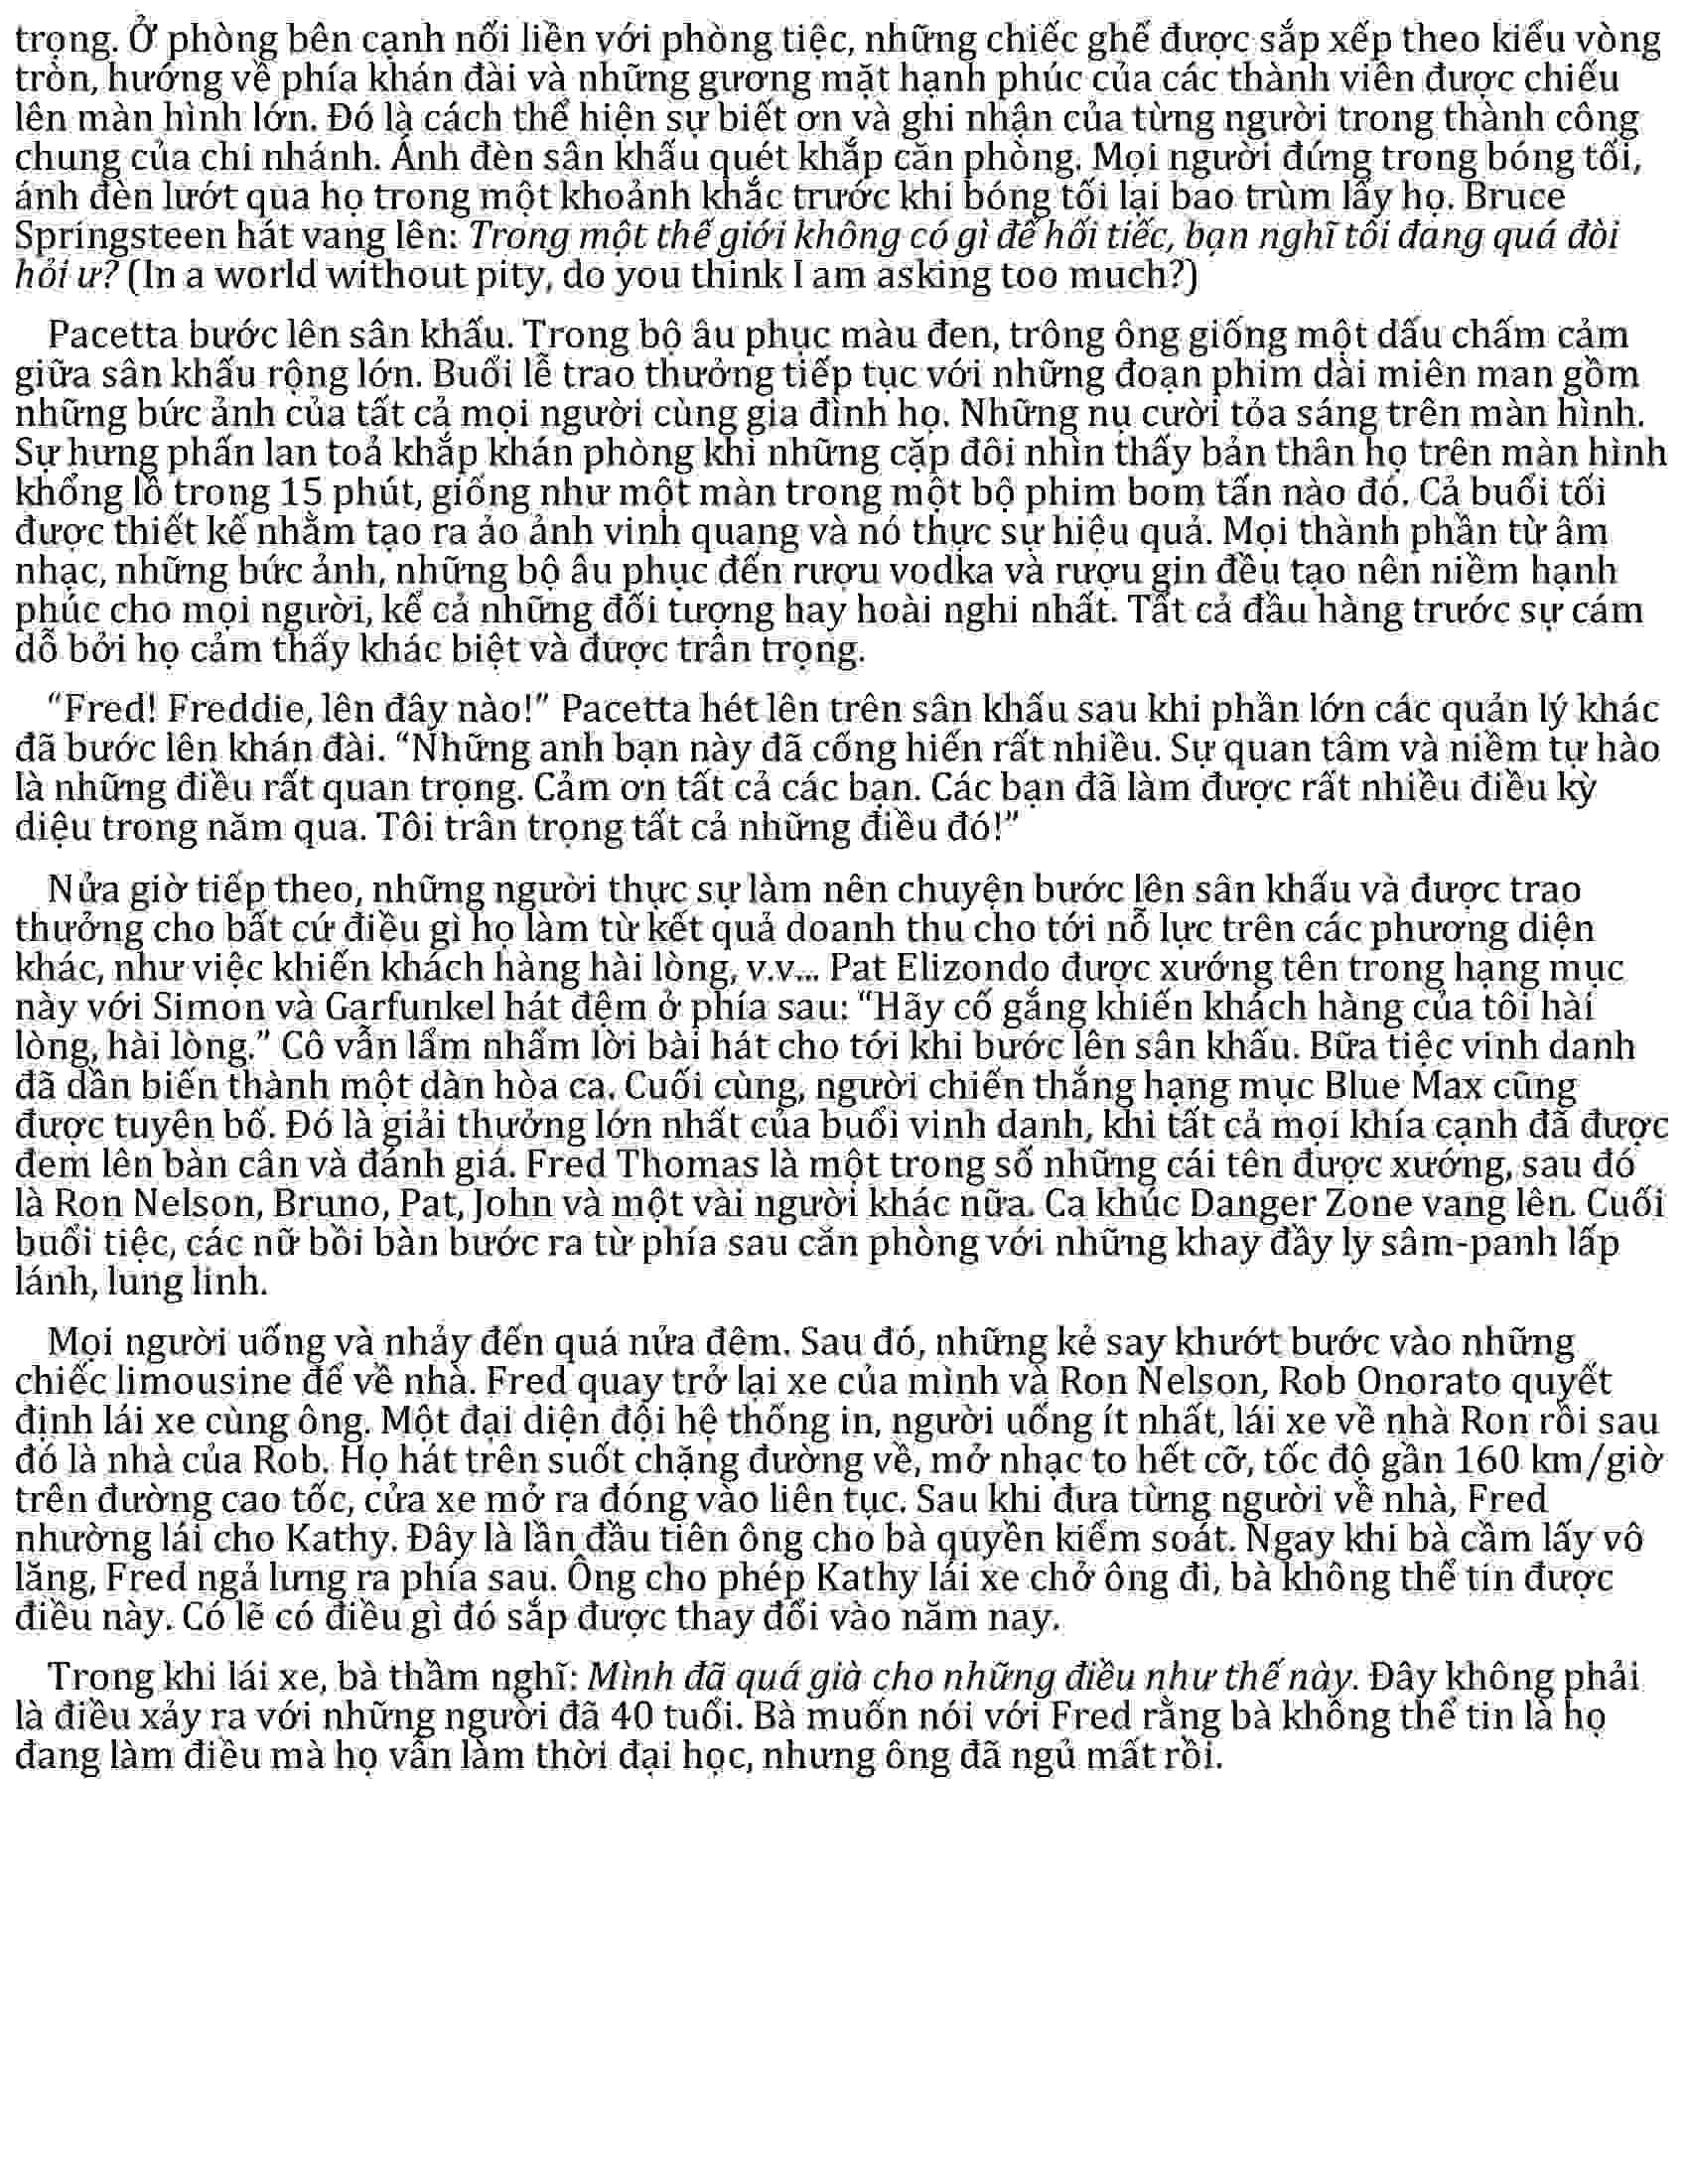 trọng. Ở phòng bên cạnh nối liền với phòng tiệc, những chiếc ghế được sắp xếp theo kiểu vòng
tròn, hướng về phía khán đài và những gương mặt hạnh phúc của các thành viên được chiếu
lên màn hình lớn. Đó là cách thể hiện sự biết ơn và ghi nhận của từng người trong thành công
chung của chi nhánh. Ánh đèn sân khấu quét khắp căn phòng. Mọi người đứng trong bóng tối,
ánh đèn lướt qua họ trong một khoảnh khắc trước khi bóng tối lại bao trùm lấy họ. Bruce
Springsteen hát vang lên: Trong một thế giới không có gì để hối tiếc, bạn nghĩ tôi đang quá đòi
hỏi ư? (In a world without pity, do you think I am asking too much?)
Pacetta bước lên sân khấu. Trong bộ âu phục màu đen, trông ông giống một dấu chấm cảm
giữa sân khấu rộng lớn. Buổi lễ trao thưởng tiếp tục với những đoạn phim dài miên man gồm
những bức ảnh của tất cả mọi người cùng gia đình họ. Những nụ cười tỏa sáng trên màn hình.
Sự hưng phấn lan toả khắp khán phòng khi những cặp đôi nhìn thấy bản thân họ trên màn hình
khổng lồ trong 15 phút, giống như một màn trong một bộ phim bom tấn nào đó. Cả buổi tối
được thiết kế nhằm tạo ra ảo ảnh vinh quang và nó thực sự hiệu quả. Mọi thành phần từ âm
nhạc, những bức ảnh, những bộ âu phục đến rượu vodka và rượu gin đều tạo nên niềm hạnh
phúc cho mọi người, kể cả những đối tượng hay hoài nghi nhất. Tất cả đầu hàng trước sự cám
dỗ bởi họ cảm thấy khác biệt và được trân trọng.
“Fred! Freddie, lên đây nào!” Pacetta hét lên trên sân khấu sau khi phần lớn các quản lý khác
đã bước lên khán đài. “Những anh bạn này đã cống hiến rất nhiều. Sự quan tâm và niềm tự hào
là những điều rất quan trọng. Cảm ơn tất cả các bạn. Các bạn đã làm được rất nhiều điều kỳ
diệu trong năm qua. Tôi trân trọng tất cả những điều đó!”
Nửa giờ tiếp theo, những người thực sự làm nên chuyện bước lên sân khấu và được trao
thưởng cho bất cứ điều gì họ làm từ kết quả doanh thu cho tới nỗ lực trên các phương diện
khác, như việc khiến khách hàng hài lòng, v.v... Pat Elizondo được xướng tên trong hạng mục
này với Simon và Garfunkel hát đệm ở phía sau: “Hãy cố gắng khiến khách hàng của tôi hài
lòng, hài lòng.” Cô vẫn lẩm nhẩm lời bài hát cho tới khi bước lên sân khấu. Bữa tiệc vinh danh
đã dần biến thành một dàn hòa ca. Cuối cùng, người chiến thắng hạng mục Blue Max cũng
được tuyên bố. Đó là giải thưởng lớn nhất của buổi vinh danh, khi tất cả mọi khía cạnh đã được
đem lên bàn cân và đánh giá. Fred Thomas là một trong số những cái tên được xướng, sau đó
là Ron Nelson, Bruno, Pat, John và một vài người khác nữa. Ca khúc Danger Zone vang lên. Cuối
buổi tiệc, các nữ bồi bàn bước ra từ phía sau căn phòng với những khay đầy ly sâm-panh lấp
lánh, lung linh.
Mọi người uống và nhảy đến quá nửa đêm. Sau đó, những kẻ say khướt bước vào những
chiếc limousine để về nhà. Fred quay trở lại xe của mình và Ron Nelson, Rob Onorato quyết
định lái xe cùng ông. Một đại diện đội hệ thống in, người uống ít nhất, lái xe về nhà Ron rồi sau
đó là nhà của Rob. Họ hát trên suốt chặng đường về, mở nhạc to hết cỡ, tốc độ gần 160 km/giờ
trên đường cao tốc, cửa xe mở ra đóng vào liên tục. Sau khi đưa từng người về nhà, Fred
nhường lái cho Kathy. Đây là lần đầu tiên ông cho bà quyền kiểm soát. Ngay khi bà cầm lấy vô
lăng, Fred ngả lưng ra phía sau. Ông cho phép Kathy lái xe chở ông đi, bà không thể tin được
điều này. Có lẽ có điều gì đó sắp được thay đổi vào năm nay.
Trong khi lái xe, bà thầm nghĩ: Mình đã quá già cho những điều như thế này. Đây không phải
là điều xảy ra với những người đã 40 tuổi. Bà muốn nói với Fred rằng bà không thể tin là họ
đang làm điều mà họ vẫn làm thời đại học, nhưng ông đã ngủ mất rồi.